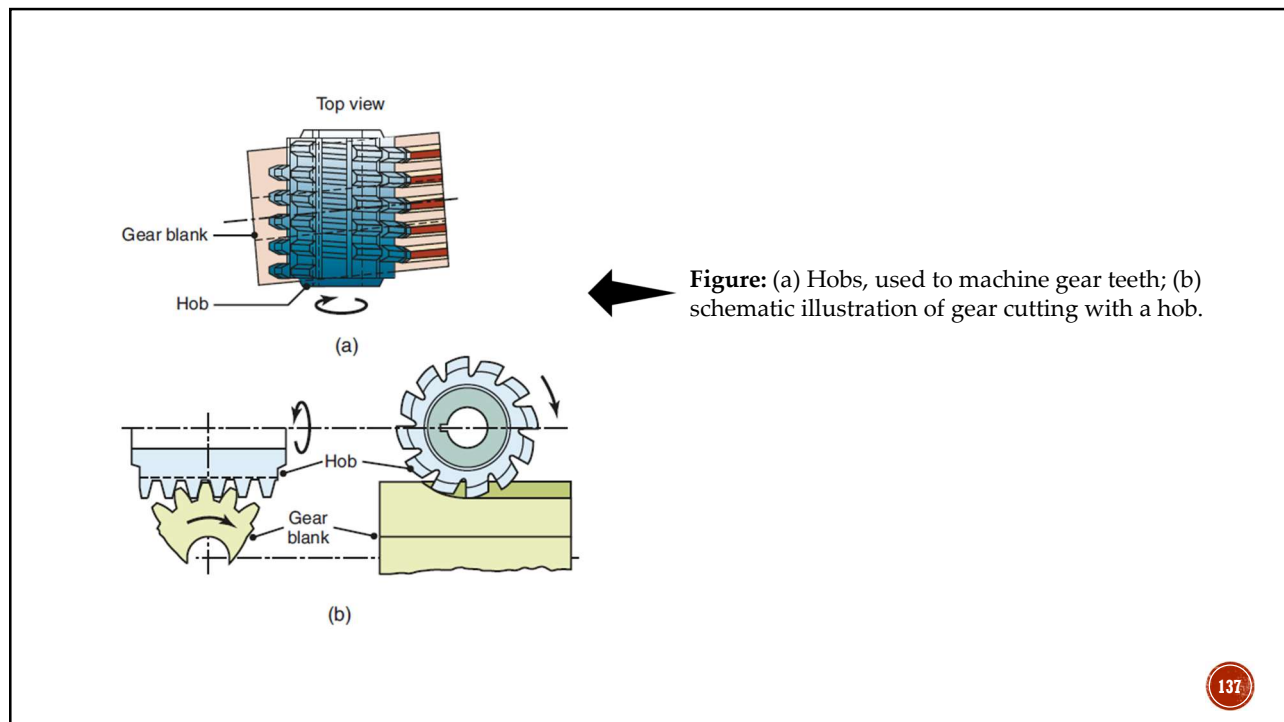 Top view
Gear blank
Hob
(a)
Figure: (a) Hobs, used to machine gear teeth; (b)
schematic illustration of gear cutting with a hob.
Hob
Gear
blank
(b)
137